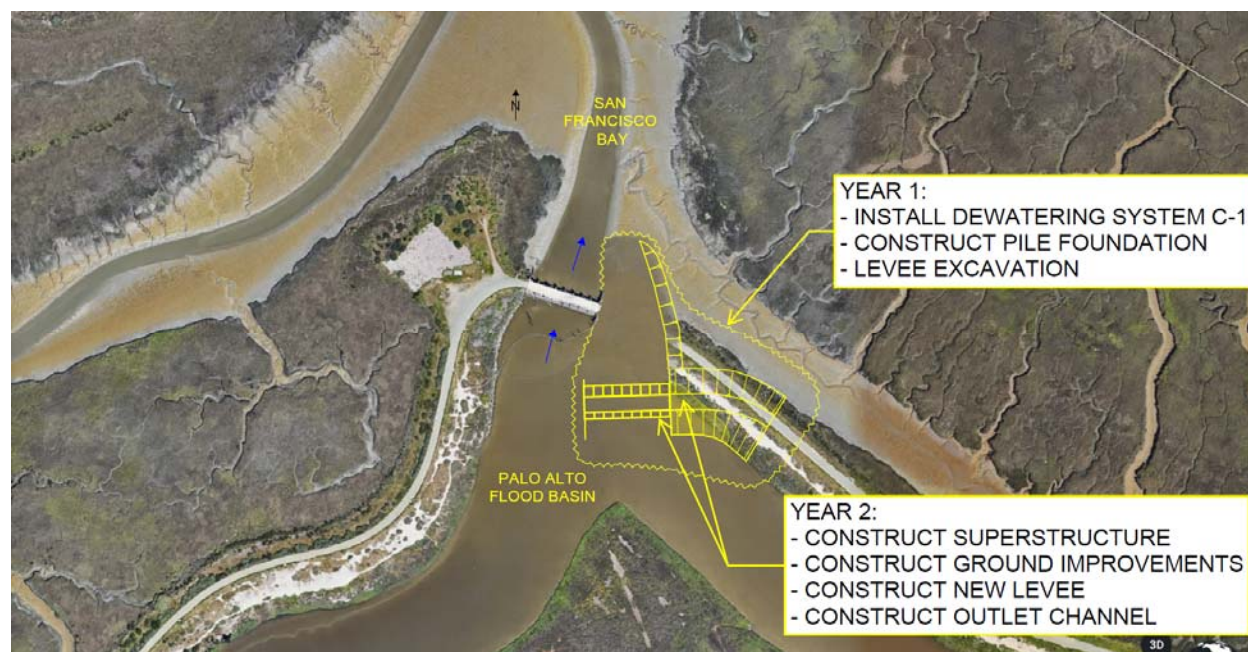 N
SAN
FRANCISCO
BAY
YEAR 1:
- INSTALL DEWATERING SYSTEM C-1
- CONSTRUCT PILE FOUNDATION
- LEVEE EXCAVATION
PALO ALTO
FLOOD BASIN
YEAR 2:
- CONSTRUCT SUPERSTRUCTURE
- CONSTRUCT GROUND IMPROVEMENTS
- CONSTRUCT NEW LEVEE
- CONSTRUCT OUTLET CHANNEL
3D